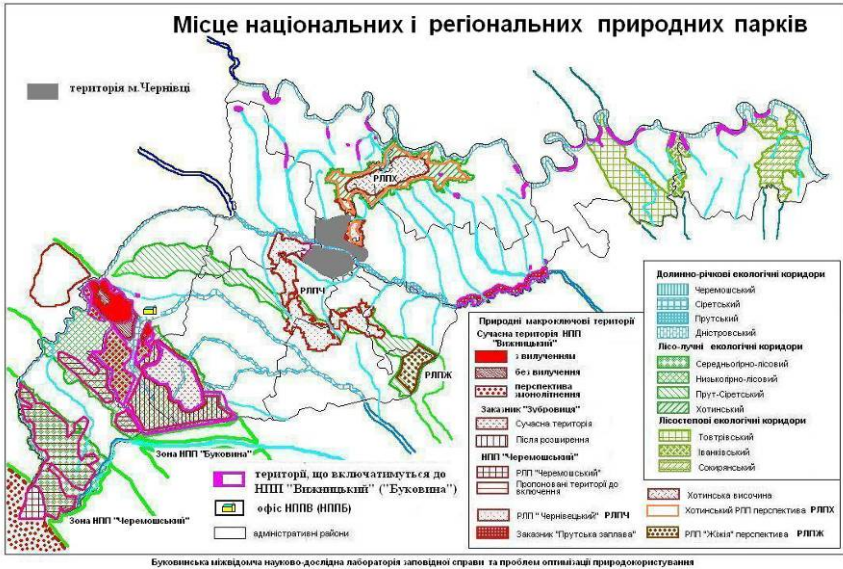 Місце національних і регіональних природних парків
територія м.Чернівці
РЛПХ
РЛПЧ
РЛПЖ
Зона НПП "Буковина"
Зона НПП "Черемошський"
території, що включатимуться до
НПП "Вижницький" ("Буковина")
офіс НППВ (НППБ)
адміністративні райони
Природні макроключові території
Сучасна територія НПП
"Вижницький"
з вилученням
без вилучення
перспектива
змонолітнення
Заказник "Зубровиця"
Сучасна територія
Після розширення
НПП "Черемошський"
РЛП "Черемошський"
Пропоновані території до
включення
РЛП "Чернівецький" РЛПЧ
Заказник "Прутська заплава"
Долинно-річкові екологічні коридори
Черемошський
Сіретський
Прутський
Дністровський
Лісо-лучні екологічні коридори
Середньогірно-лісовий
Низькогірно-лісовий
Прут-Сіретський
Хотинський
Лісостепові екологічні коридори
Товтрівський
Іванківський
Сокирянський
Хотинська височина
Хотинський РЛП перспектива РЛПХ
РЛП "Жижія" перспектива РЛПЖ
Буковинська міжвідомча науково-дослідна лабораторія заповідної справи та проблем оптимізації природокористування